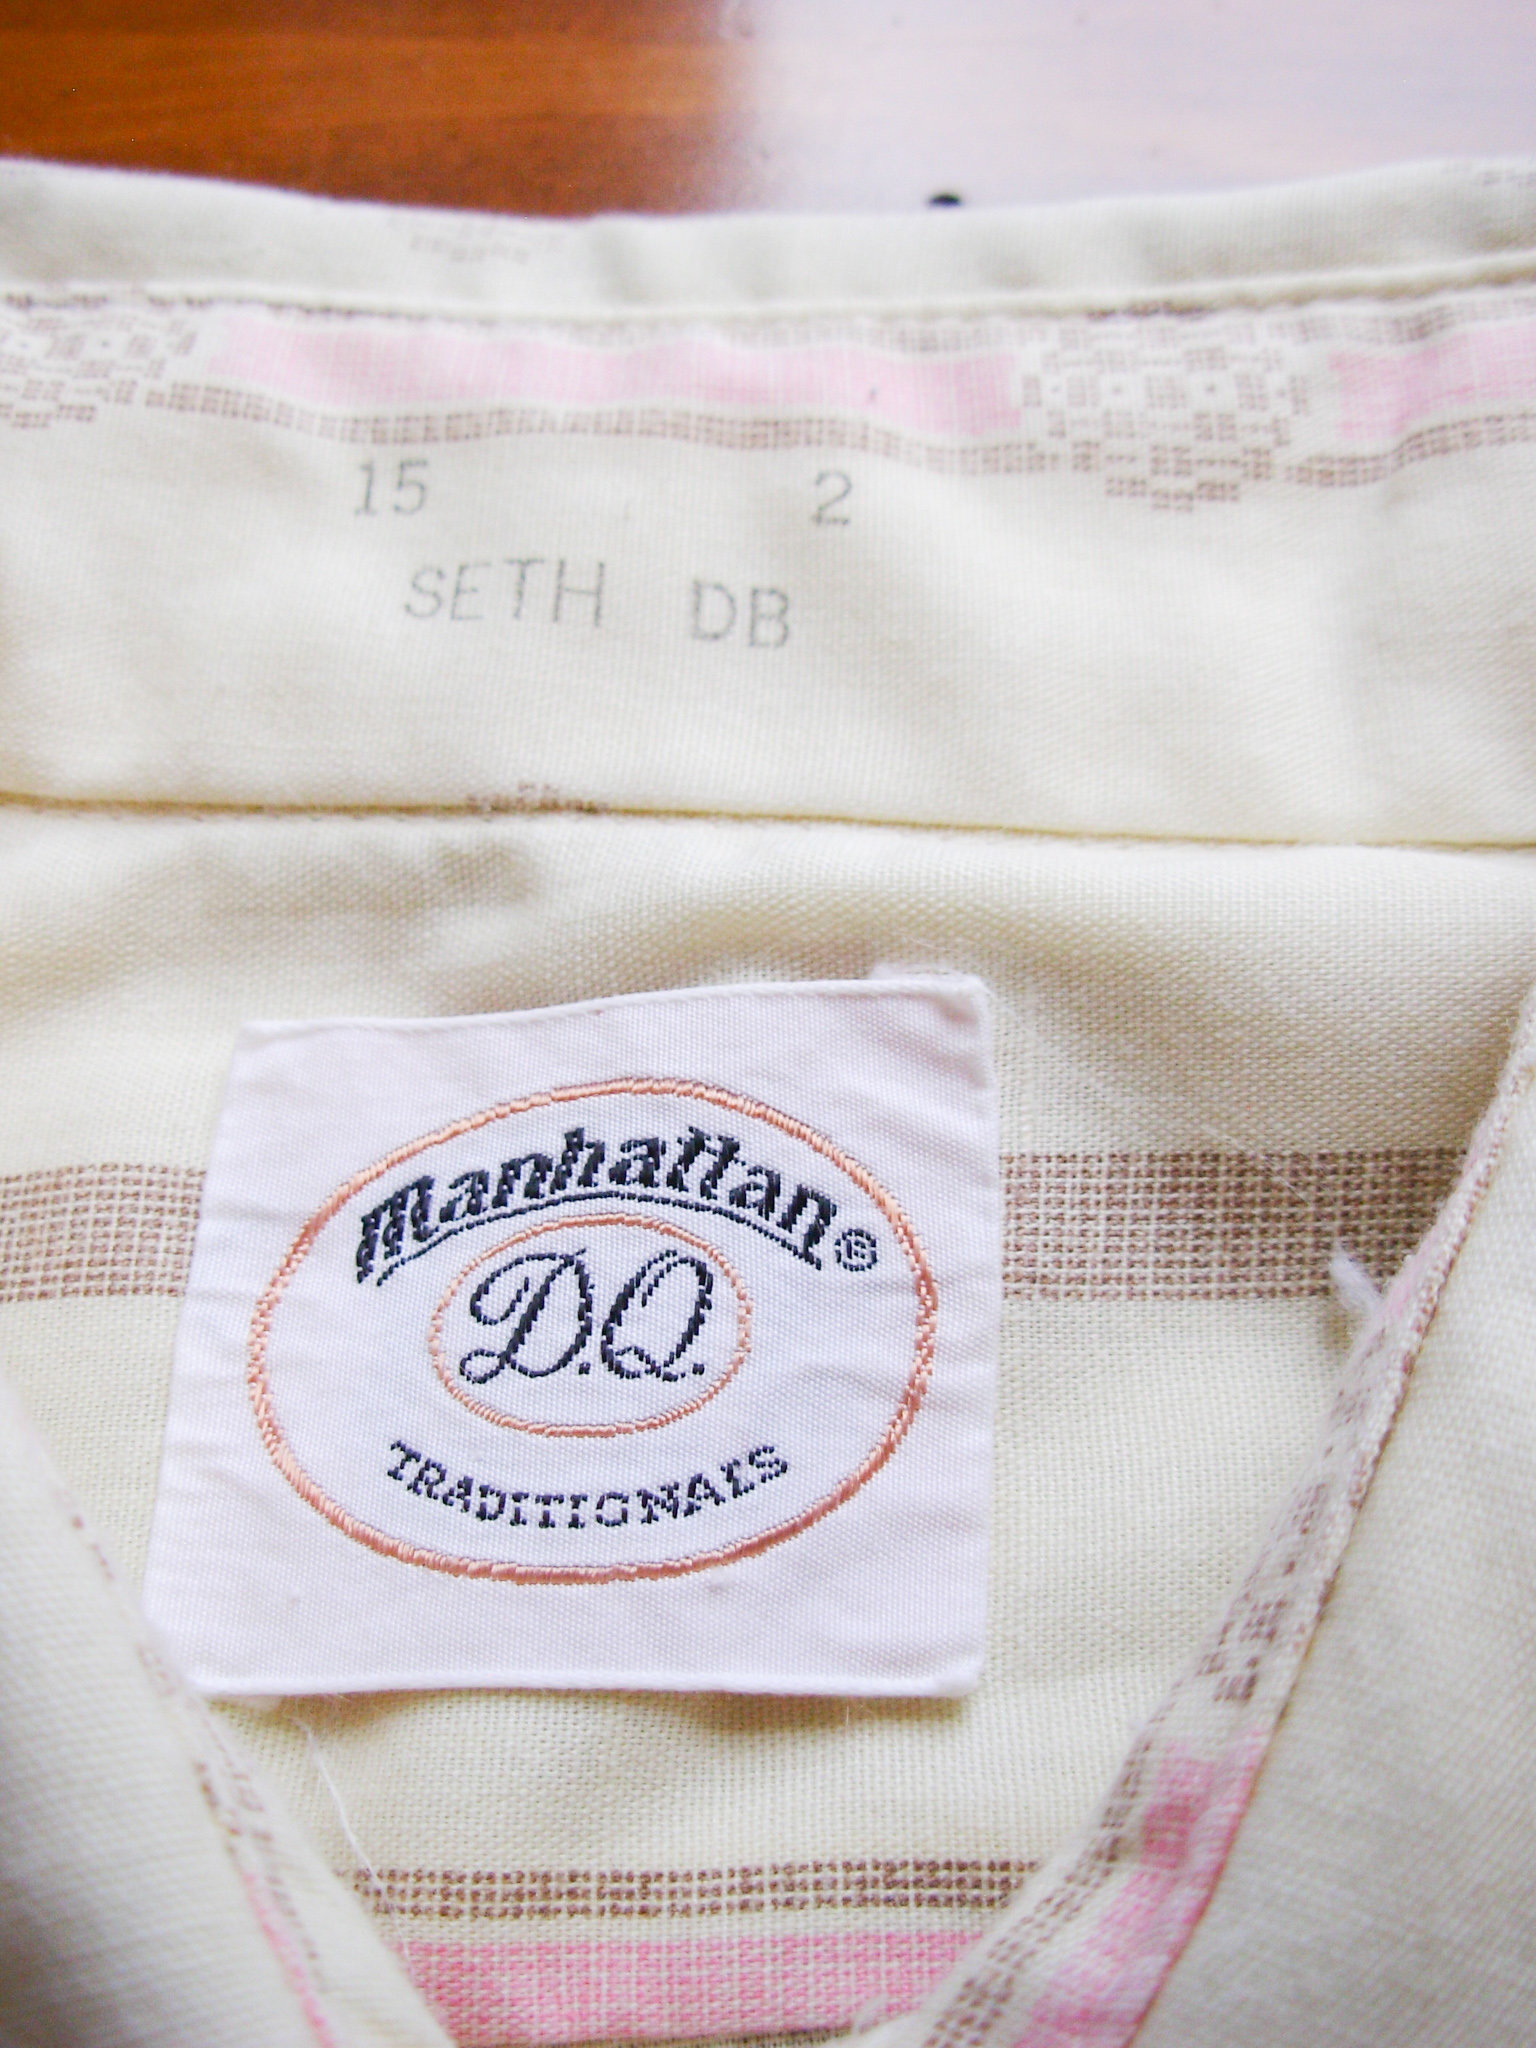 15 2
SETH DB
Manhattan®
D.Q.
TRADITIONALS